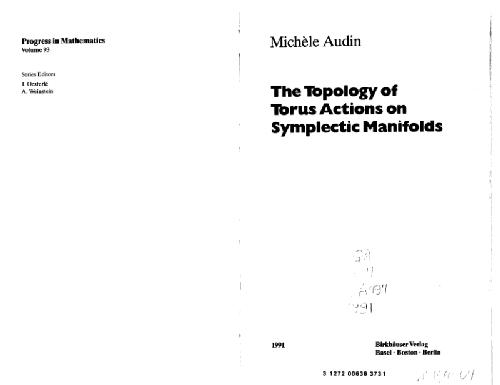 Progress in Mathematics
Volume 93
Series Editors
J. Oesterlé
A. Weinstein
Michèle Audin
The Topology of
Torus Actions on
Symplectic Manifolds
1991
Birkhäuser Verlag
Basel · Boston · Berlin
3 1272 00638 3731